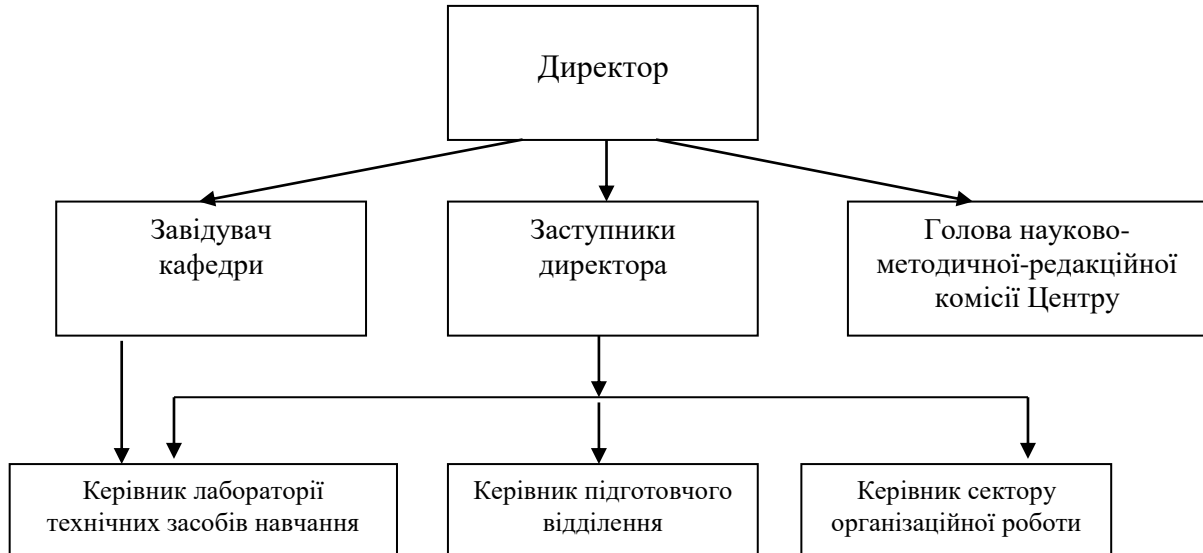 Директор
Завідувач
кафедри
Заступники
директора
Голова науково-
методичної-редакційної
комісії Центру
Керівник лабораторії
технічних засобів навчання
Керівник підготовчого
відділення
Керівник сектору
організаційної роботи